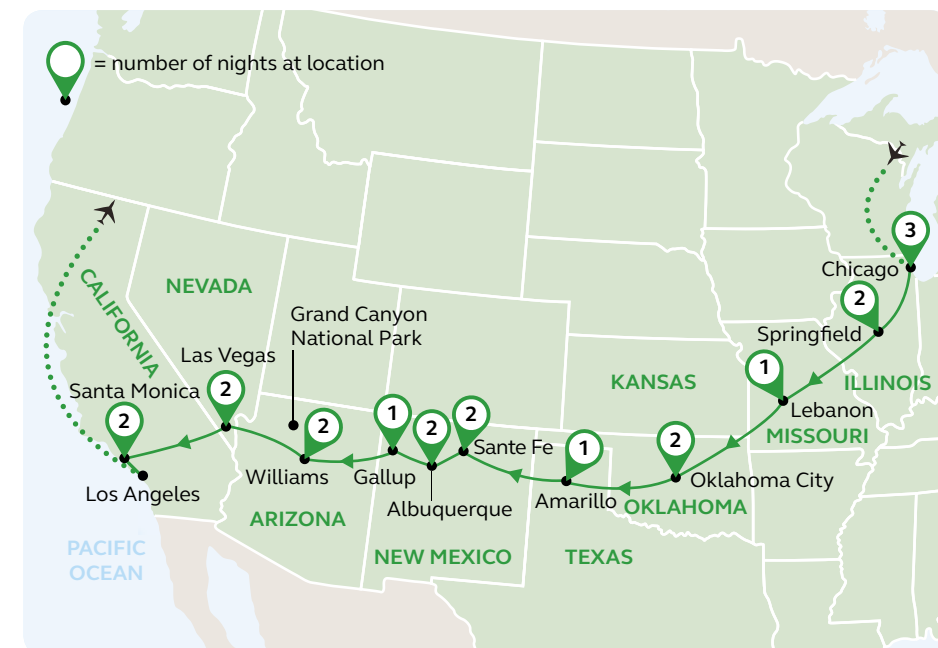 = number of nights at location
3
Chicago
2
Springfield
ILLINOIS
1
Lebanon
MISSOURI
KANSAS
2
Oklahoma City
OKLAHOMA
1
Amarillo
TEXAS
2
Sante Fe
2
Albuquerque
1
Gallup
NEW MEXICO
Grand Canyon
National Park
2
Williams
ARIZONA
NEVADA
Las Vegas
2
CALIFORNIA
Santa Monica
2
Los Angeles
PACIFIC
OCEAN